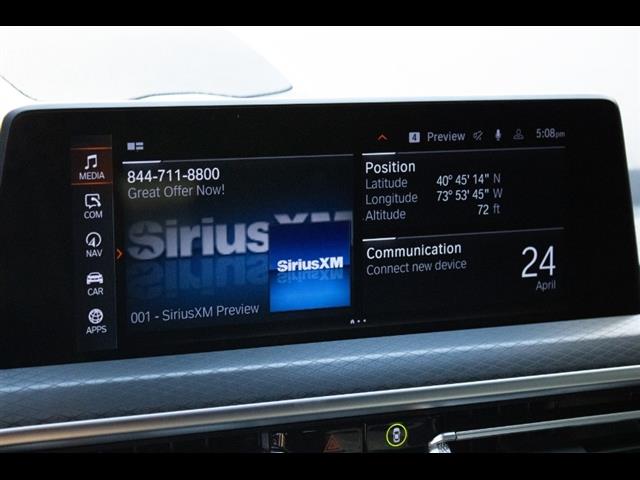 4 Preview 5:08pm
MEDIA
COM
NAV
CAR
APPS
844-711-8800
Great Offer Now!
SiriusXM
SiriusXM
001 - SiriusXM Preview
Position
Latitude 40° 45' 14" N
Longitude 73° 53' 45" W
Altitude 72 ft
Communication
Connect new device
24
April